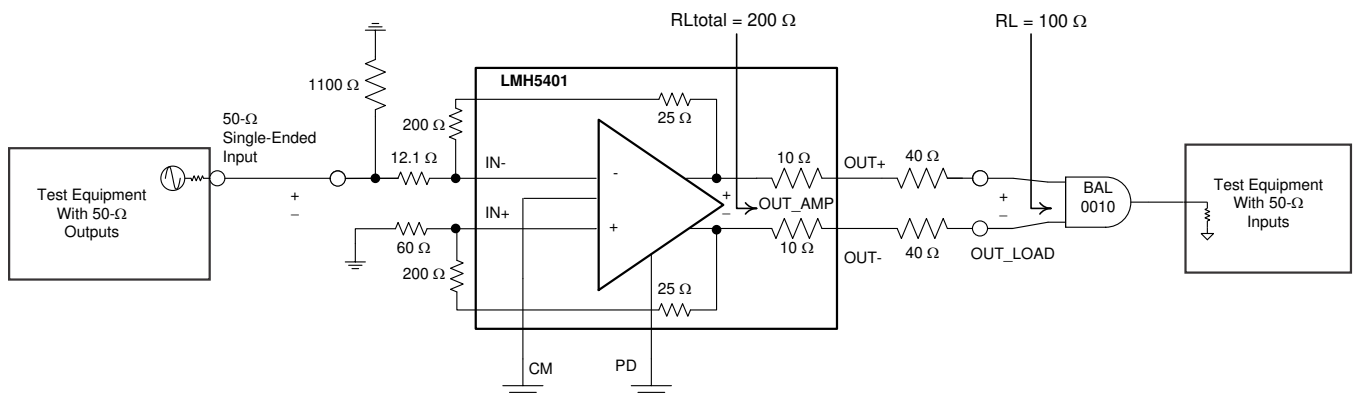 RLtotal = 200 Ω
RL = 100 Ω
LMH5401
1100 Ω
50-Ω
Single-Ended
Input
200 Ω
25 Ω
12.1 Ω
IN-
10 Ω
OUT+
40 Ω
Test Equipment
With 50-Ω
Outputs
+
–
-
+
–
OUT_AMP
+
–
BAL
0010
Test Equipment
With 50-Ω
Inputs
IN+
+
60 Ω
10 Ω
OUT-
40 Ω
OUT_LOAD
200 Ω
25 Ω
CM
PD